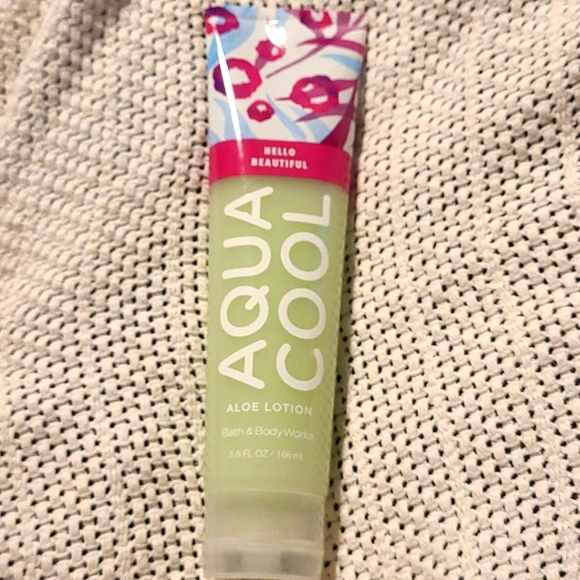 HELLO
BEAUTIFUL
AQUA
COOL
ALOE LOTION
Bath & Body Works
5.6 FL OZ / 166 mL